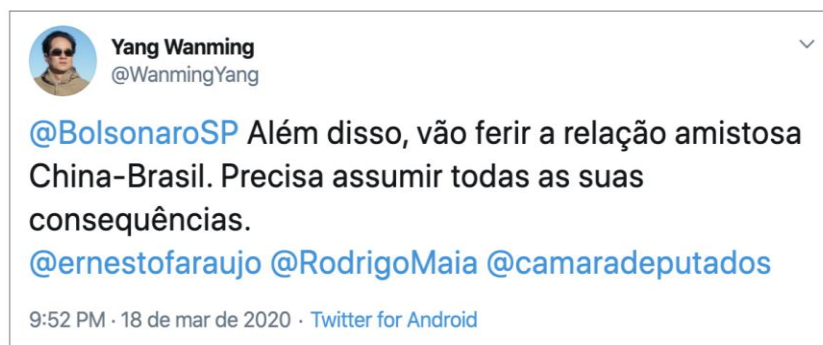 Yang Wanming
@WanmingYang
@BolsonaroSP Além disso, vão ferir a relação amistosa
China-Brasil. Precisa assumir todas as suas
consequências.
@ernestofaraujo @RodrigoMaia @camaradeputados
9:52 PM · 18 de mar de 2020 · Twitter for Android